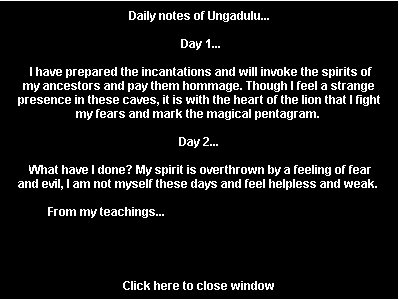 Daily notes of Ungadulu...
Day 1...
I have prepared the incantations and will invoke the spirits of
my ancestors and pay them hommage. Though I feel a strange
presence in these caves, it is with the heart of the lion that I fight
my fears and mark the magical pentagram.
Day 2...
What have I done? My spirit is overthrown by a feeling of fear
and evil, I am not myself these days and feel helpless and weak.
From my teachings...
Click here to close window